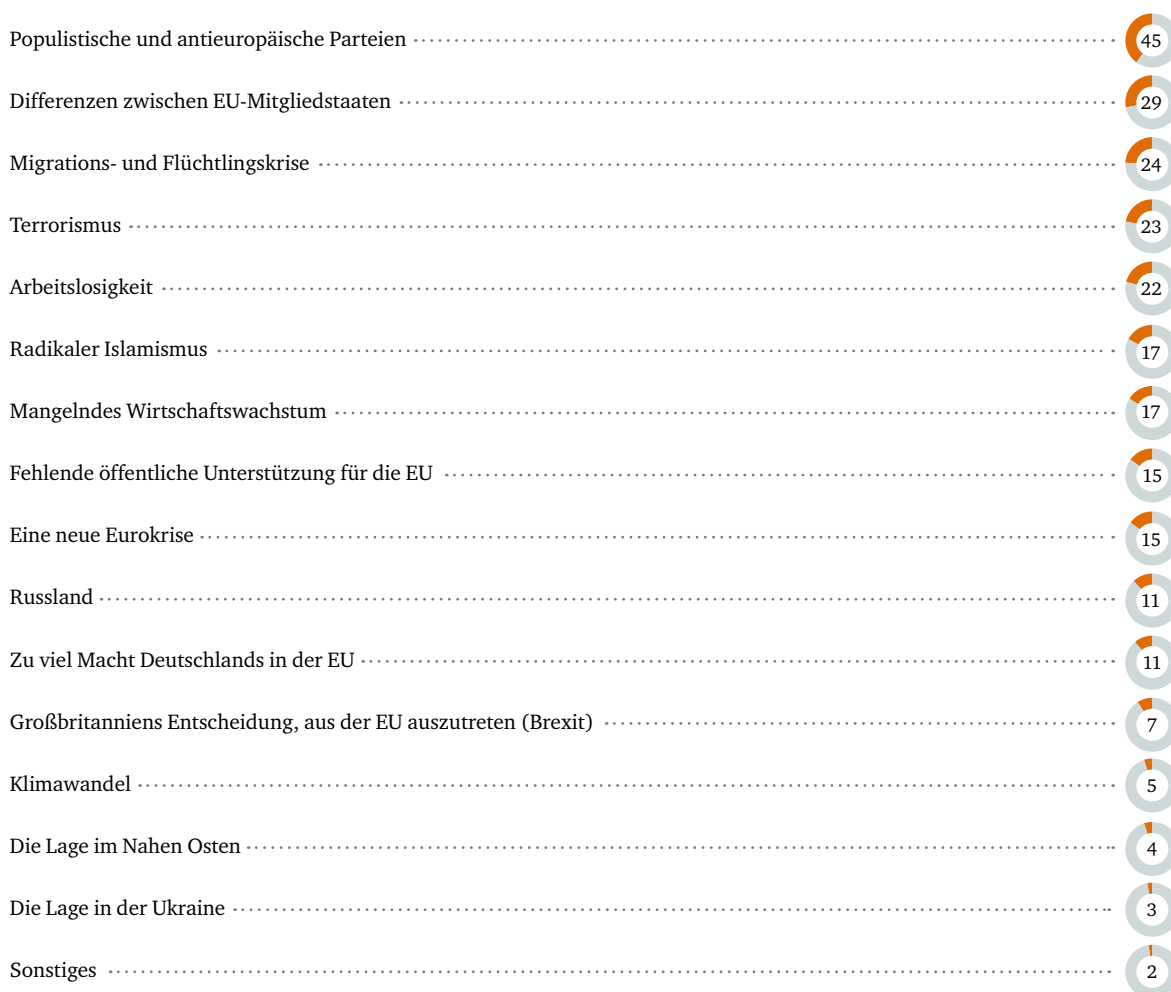 Populistische und antieuropäische Parteien 45
Differenzen zwischen EU-Mitgliedstaaten 29
Migrations- und Flüchtlingskrise 24
Terrorismus 23
Arbeitslosigkeit 22
Radikaler Islamismus 17
Mangelndes Wirtschaftswachstum 17
Fehlende öffentliche Unterstützung für die EU 15
Eine neue Eurokrise 15
Russland 11
Zu viel Macht Deutschlands in der EU 11
Großbritanniens Entscheidung, aus der EU auszutreten (Brexit) 7
Klimawandel 5
Die Lage im Nahen Osten 4
Die Lage in der Ukraine 3
Sonstiges 2